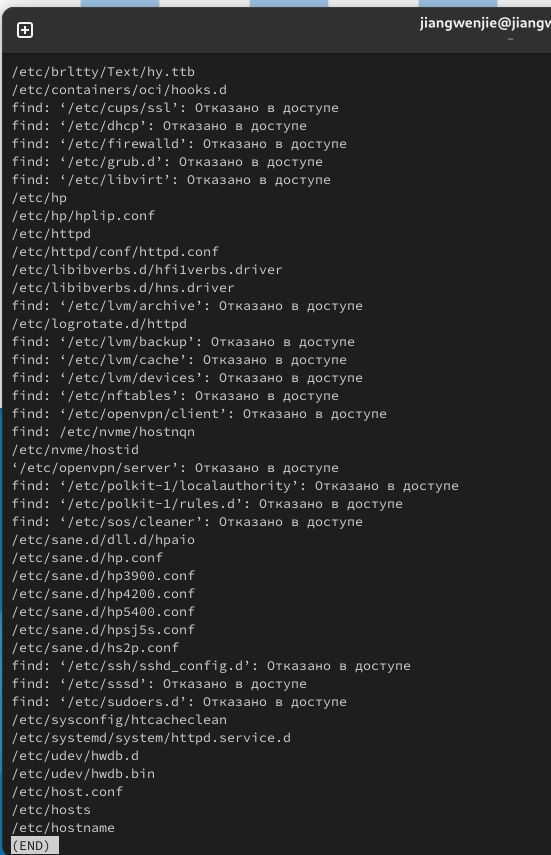 jiangwenjie@jiangw
~
/etc/brltty/Text/hy.ttb
/etc/containers/oci/hooks.d
find: ‘/etc/cups/ssl’: Отказано в доступе
find: ‘/etc/dhcp’: Отказано в доступе
find: ‘/etc/firewalld’: Отказано в доступе
find: ‘/etc/grub.d’: Отказано в доступе
find: ‘/etc/libvirt’: Отказано в доступе
/etc/hp
/etc/hp/hplip.conf
/etc/httpd
/etc/httpd/conf/httpd.conf
/etc/libibverbs.d/hfi1verbs.driver
/etc/libibverbs.d/hns.driver
find: ‘/etc/lvm/archive’: Отказано в доступе
/etc/logrotate.d/httpd
find: ‘/etc/lvm/backup’: Отказано в доступе
find: ‘/etc/lvm/cache’: Отказано в доступе
find: ‘/etc/lvm/devices’: Отказано в доступе
find: ‘/etc/nftables’: Отказано в доступе
find: ‘/etc/openvpn/client’: Отказано в доступе
find: /etc/nvme/hostnqn
/etc/nvme/hostid
‘/etc/openvpn/server’: Отказано в доступе
find: ‘/etc/polkit-1/localauthority’: Отказано в доступе
find: ‘/etc/polkit-1/rules.d’: Отказано в доступе
find: ‘/etc/sos/cleaner’: Отказано в доступе
/etc/sane.d/dll.d/hpaio
/etc/sane.d/hp.conf
/etc/sane.d/hp3900.conf
/etc/sane.d/hp4200.conf
/etc/sane.d/hp5400.conf
/etc/sane.d/hpsj5s.conf
/etc/sane.d/hs2p.conf
find: ‘/etc/ssh/sshd_config.d’: Отказано в доступе
find: ‘/etc/sssd’: Отказано в доступе
find: ‘/etc/sudoers.d’: Отказано в доступе
/etc/sysconfig/htcacheclean
/etc/systemd/system/httpd.service.d
/etc/udev/hwdb.d
/etc/udev/hwdb.bin
/etc/host.conf
/etc/hosts
/etc/hostname
(END)